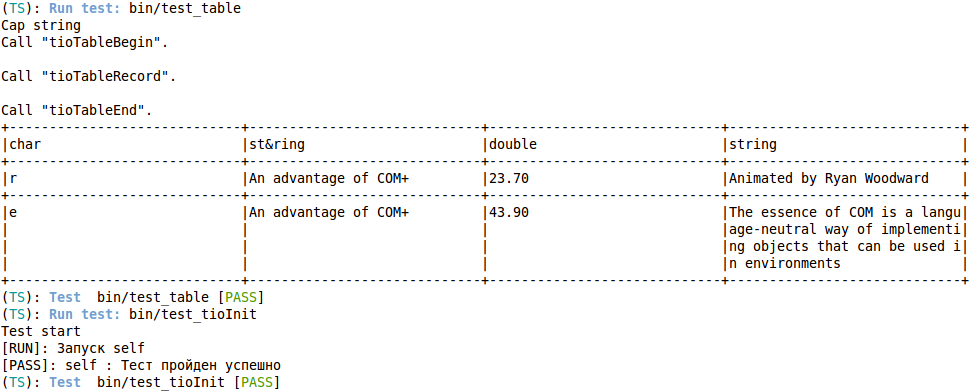 (TS): Run test: bin/test_table
Cap string
Call "tioTableBegin".

Call "tioTableRecord".

Call "tioTableEnd".
+-----------------------------+-----------------------------+-----------------------------+-----------------------------+
|char                         |st&ring                      |double                       |string                       |
+-----------------------------+-----------------------------+-----------------------------+-----------------------------+
|r                            |An advantage of COM+         |23.70                        |Animated by Ryan Woodward    |
+-----------------------------+-----------------------------+-----------------------------+-----------------------------+
|e                            |An advantage of COM+         |43.90                        |The essence of COM is a langu|
|                             |                             |                             |age-neutral way of implementi|
|                             |                             |                             |ng objects that can be used i|
|                             |                             |                             |n environments               |
+-----------------------------+-----------------------------+-----------------------------+-----------------------------+
(TS): Test  bin/test_table [PASS]
(TS): Run test: bin/test_tioInit
Test start
[RUN]: Запуск self
[PASS]: self : Тест пройден успешно
(TS): Test  bin/test_tioInit [PASS]